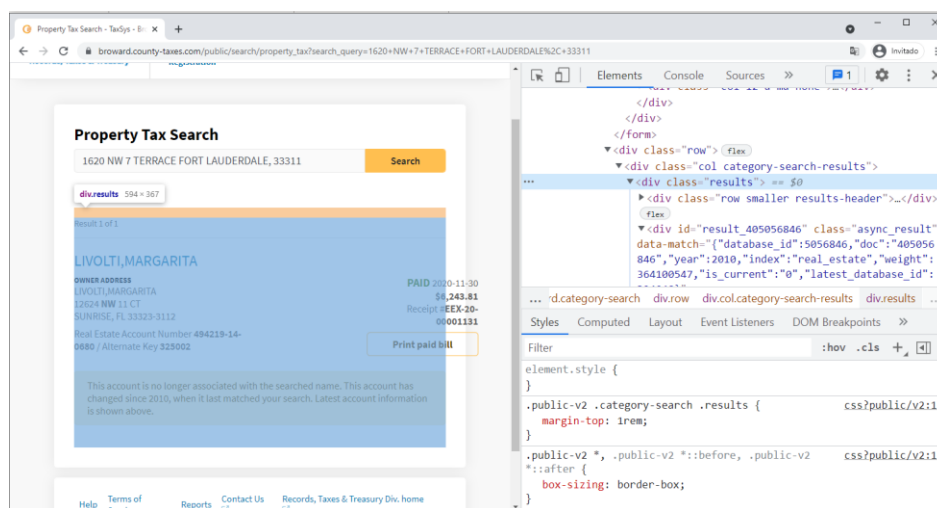 Property Tax Search - TaxSys - Br
broward.county-taxes.com/public/search/property_tax?search_query=1620+NW+7+TERRACE+FORT+LAUDERDALE%2C+33311
Invitado
Registration
Property Tax Search
1620 NW 7 TERRACE FORT LAUDERDALE, 33311
Search
div.results 594 × 367
Result 1 of 1
LIVOLTI,MARGARITA
OWNER ADDRESS
LIVOLTI,MARGARITA
12624 NW 11 CT
SUNRISE, FL 33323-3112
Real Estate Account Number 494219-14-
0680 / Alternate Key 325002
PAID 2020-11-30
$6,243.81
Receipt #EEX-20-
00001131
Print paid bill
This account is no longer associated with the searched name. This account has
changed since 2010, when it last matched your search. Latest account information
is shown above.
Help
Terms of
Reports
Contact Us
Records, Taxes & Treasury Div. home
Elements Console Sources » 1
</div>
</div>
</form>
▼<div class="row"> flex
▼<div class="col category-search-results">
... ▼<div class="results"> == $0
▶<div class="row smaller results-header">…</div>
flex
▼<div id="result_405056846" class="async_result"
data-match="{"database_id":5056846,"doc":"405056
846","year":2010,"index":"real_estate","weight":
364100547,"is_current":"0","latest_database_id":
... rd.category-search div.row div.col.category-search-results div.results ...
Styles Computed Layout Event Listeners DOM Breakpoints »
Filter :hov .cls +
element.style {
}
.public-v2 .category-search .results { css?public/v2:1
margin-top: 1rem;
}
.public-v2 *, .public-v2 *::before, .public-v2 css?public/v2:1
*::after {
box-sizing: border-box;
}